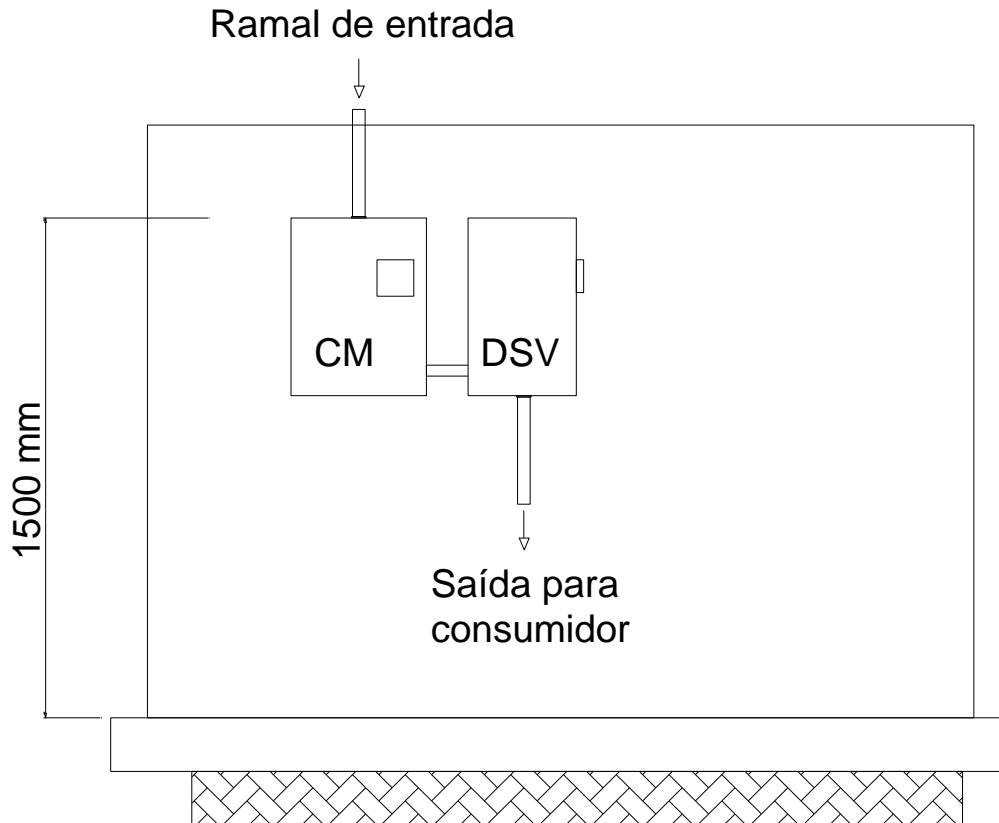 Ramal de entrada
CM
DSV
1500 mm
Saída para
consumidor